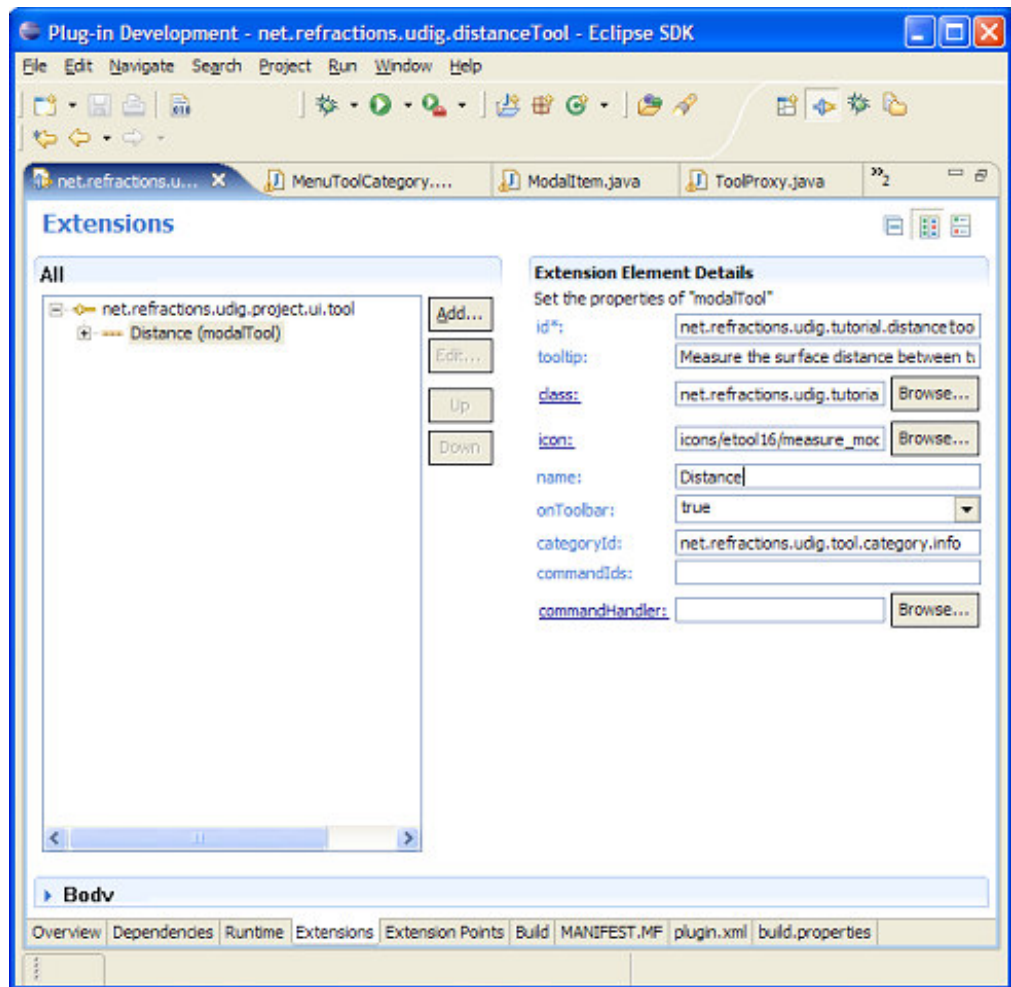 Plug-in Development - net.refractions.udig.distanceTool - Eclipse SDK
File Edit Navigate Search Project Run Window Help
net.refractions.u... MenuToolCategory.... ModalItem.java ToolProxy.java »2
Extensions
All
net.refractions.udig.project.ui.tool
Distance (modalTool)
Add...
Edit...
Up
Down
Extension Element Details
Set the properties of "modalTool"
id*: net.refractions.udig.tutorial.distancetoo
tooltip: Measure the surface distance between
class: net.refractions.udig.tutoria Browse...
icon: icons/etool16/measure_moc Browse...
name: Distance
onToolbar: true
categoryId: net.refractions.udig.tool.category.info
commandIds:
commandHandler: Browse...
Body
Overview Dependencies Runtime Extensions Extension Points Build MANIFEST.MF plugin.xml build.properties